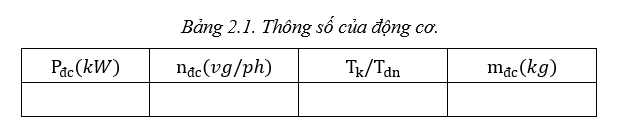 Bảng 2.1. Thông số của động cơ.
Pđc(kW) nđc(vg/ph) Tk/Tdn mđc(kg)